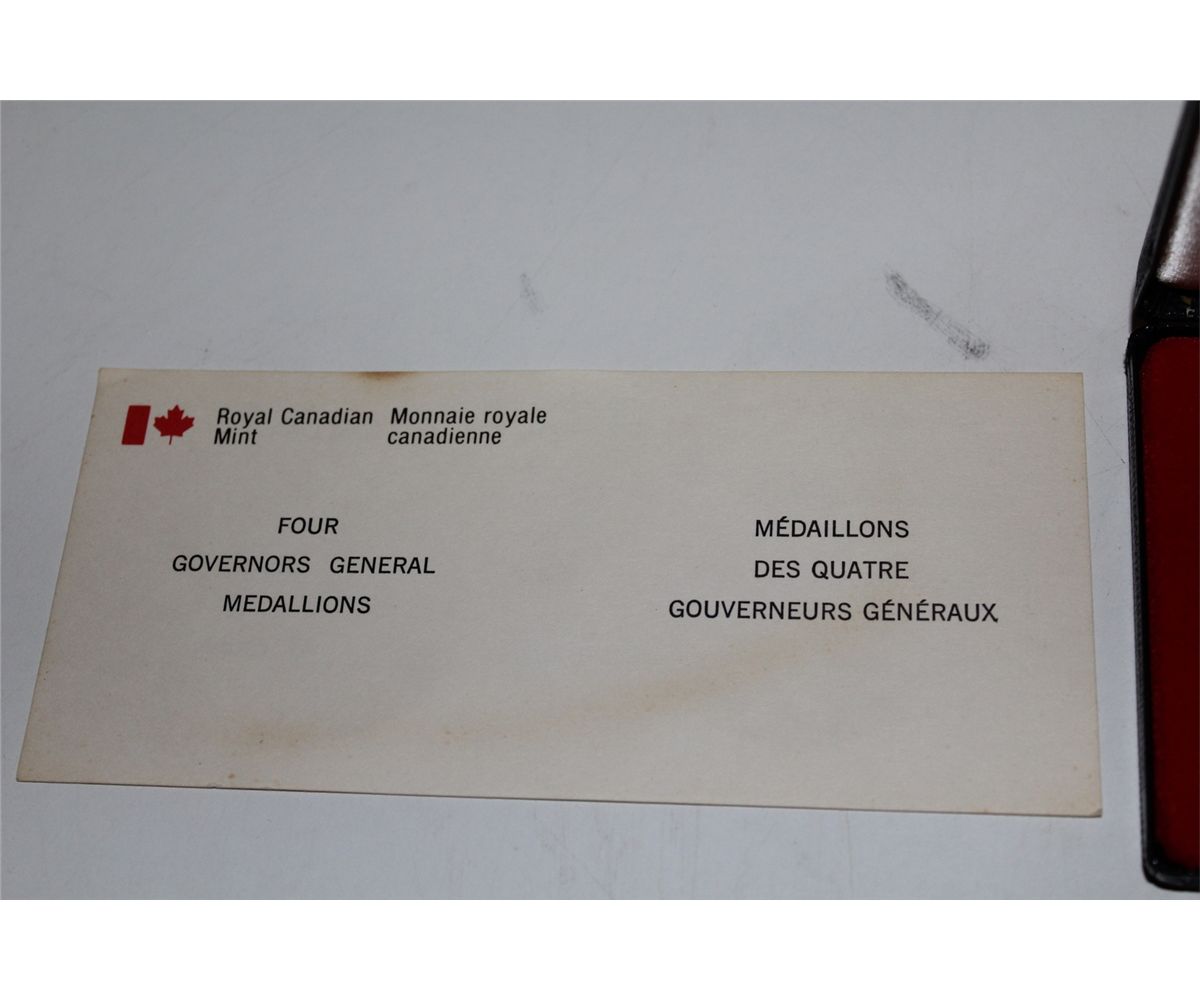 Royal Canadian
Mint
Monnaie royale
canadienne
FOUR
GOVERNORS GENERAL
MEDALLIONS
MÉDAILLONS
DES QUATRE
GOUVERNEURS GÉNÉRAUX